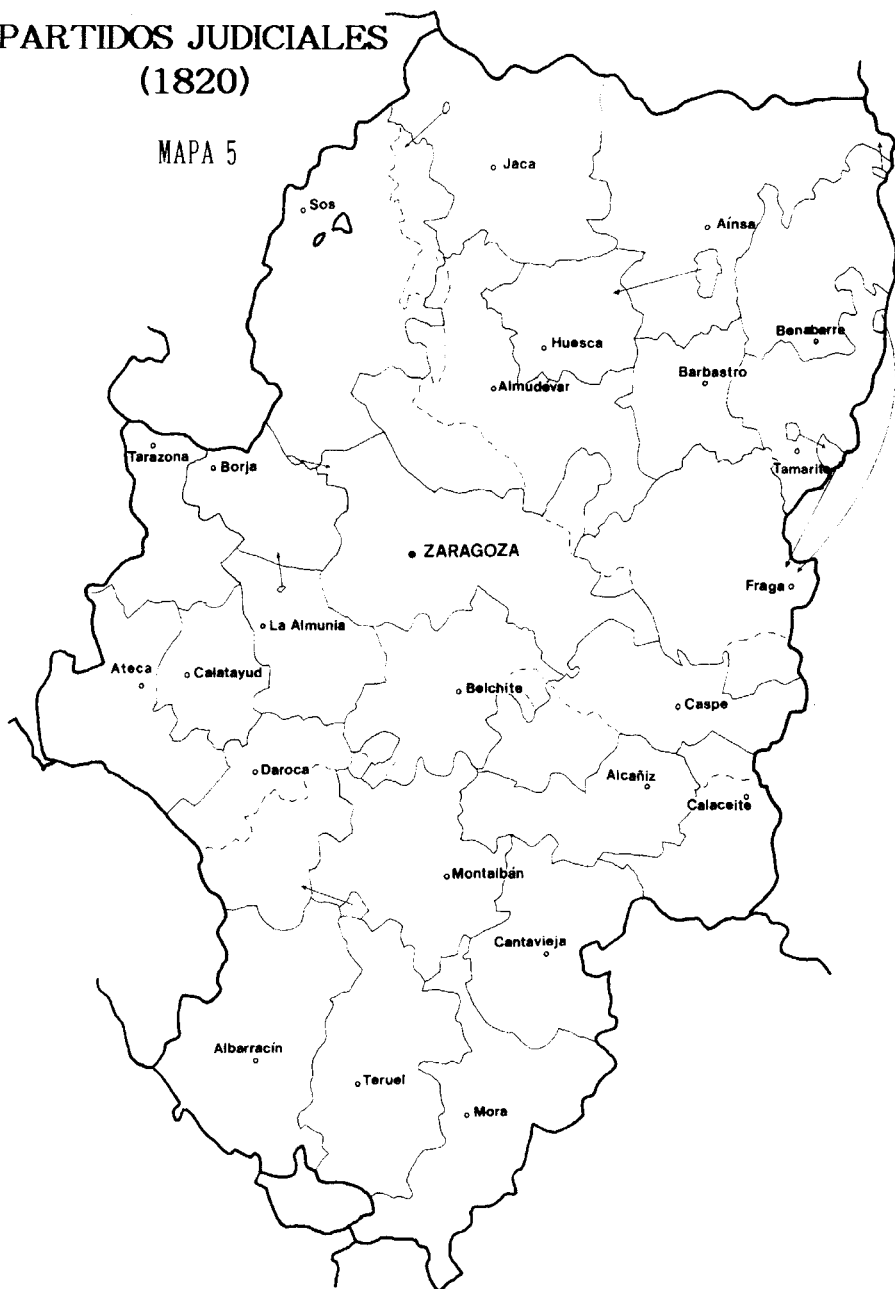 PARTIDOS JUDICIALES
(1820)
MAPA 5
Jaca
Sos
Aínsa
Huesca
Benabarre
Barbastro
Almudevar
Tarazona
Borja
Tamarite
ZARAGOZA
Fraga
La Almunia
Ateca
Calatayud
Belchite
Caspe
Daroca
Alcañiz
Calaceite
Montalbán
Cantavieja
Albarracín
Teruel
Mora